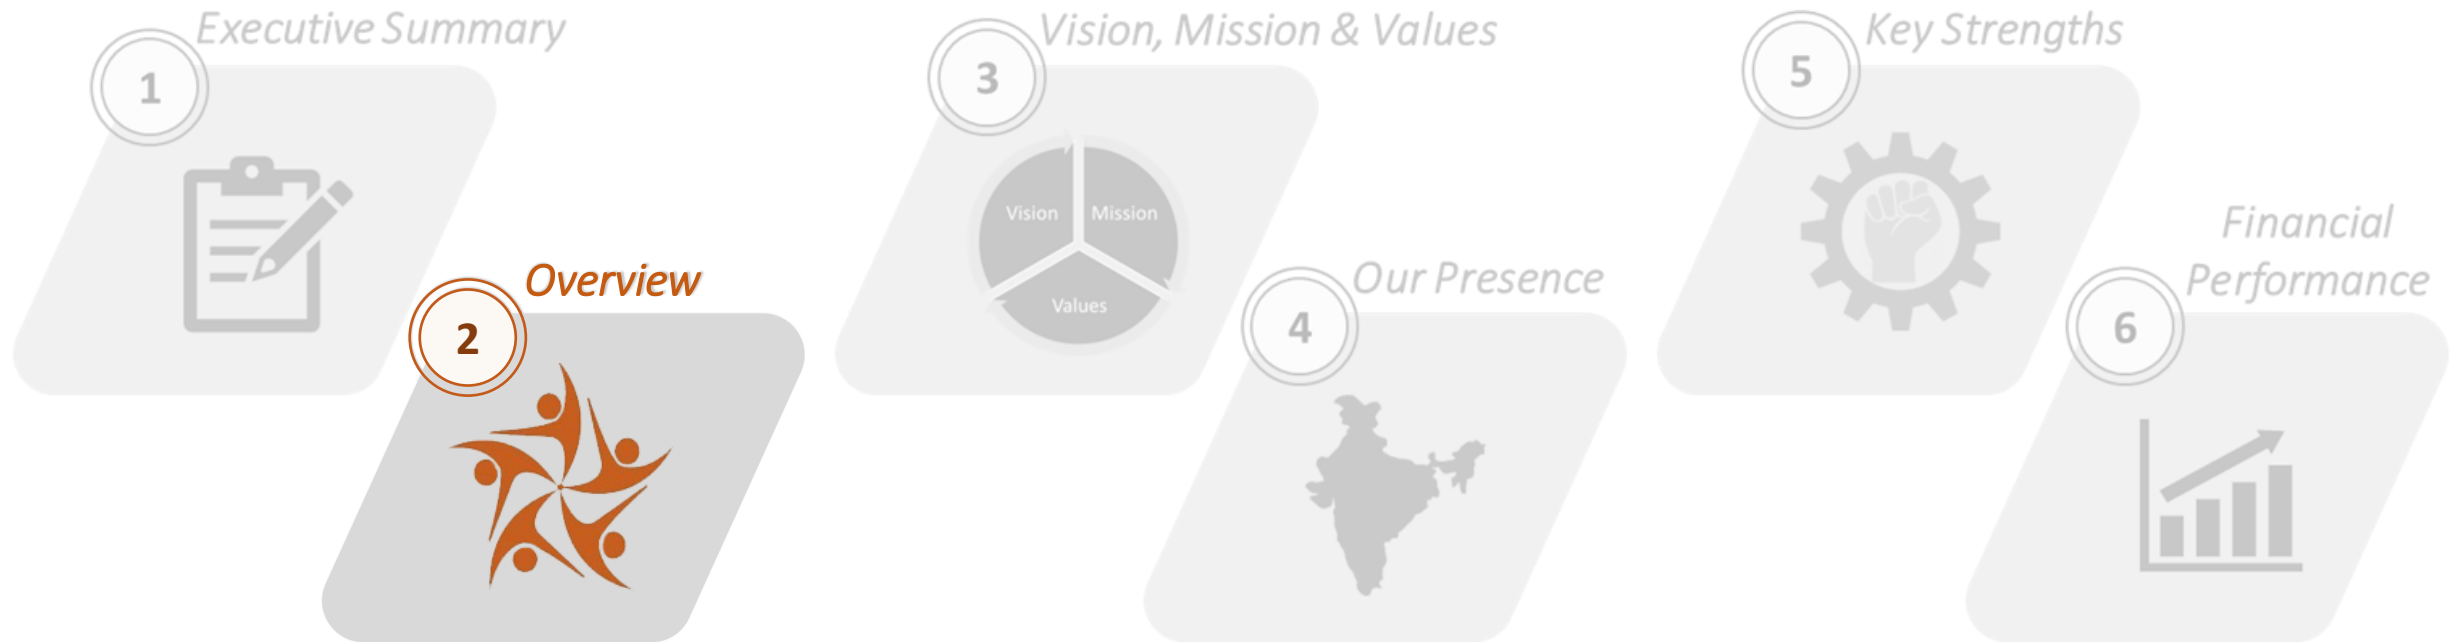 1
Executive Summary
2
Overview
3
Vision, Mission & Values
Vision
Mission
Values
4
Our Presence
5
Key Strengths
6
Financial
Performance